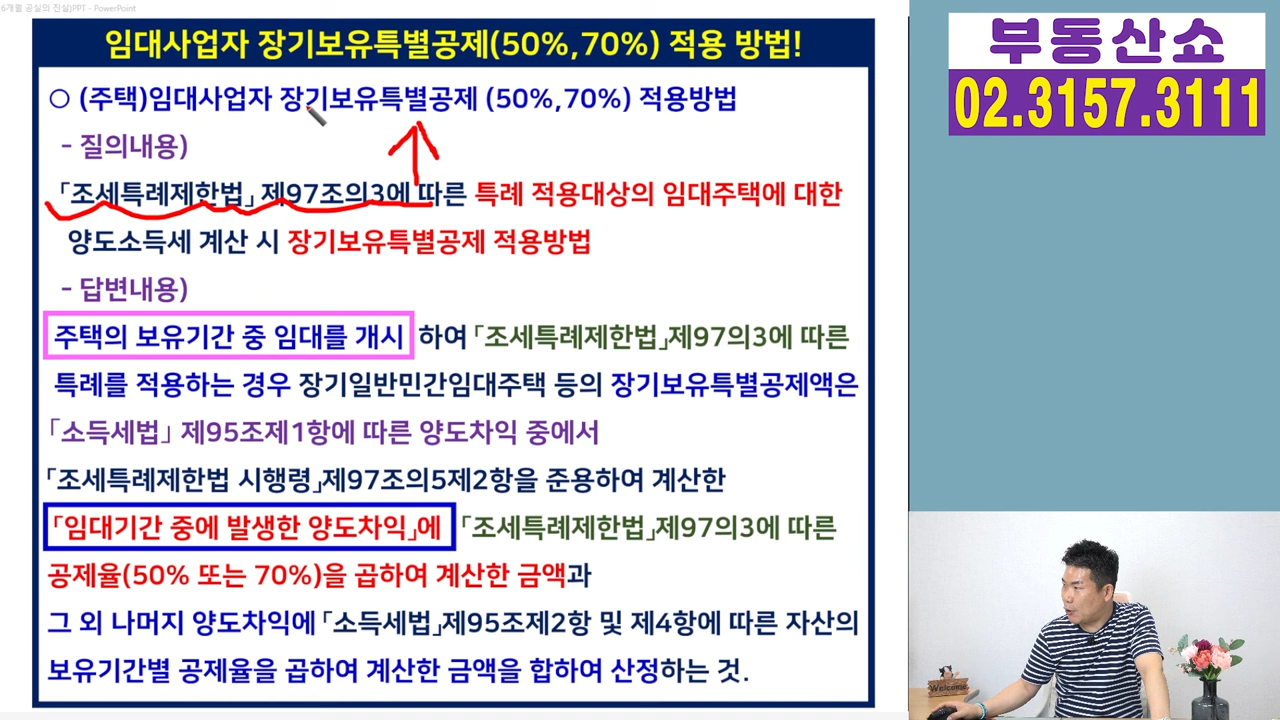 6개월 공실의 진실)PPT - PowerPoint
임대사업자 장기보유특별공제(50%,70%) 적용 방법!
○ (주택)임대사업자 장기보유특별공제 (50%,70%) 적용방법
- 질의내용)
「조세특례제한법」 제97조의3에 따른 특례 적용대상의 임대주택에 대한
양도소득세 계산 시 장기보유특별공제 적용방법
- 답변내용)
주택의 보유기간 중 임대를 개시 하여 「조세특례제한법」제97의3에 따른
특례를 적용하는 경우 장기일반민간임대주택 등의 장기보유특별공제액은
「소득세법」 제95조제1항에 따른 양도차익 중에서
「조세특례제한법 시행령」제97조의5제2항을 준용하여 계산한
「임대기간 중에 발생한 양도차익」에 「조세특례제한법」제97의3에 따른
공제율(50% 또는 70%)을 곱하여 계산한 금액과
그 외 나머지 양도차익에 「소득세법」제95조제2항 및 제4항에 따른 자산의
보유기간별 공제율을 곱하여 계산한 금액을 합하여 산정하는 것.
부동산쇼
02.3157.3111
Welcome